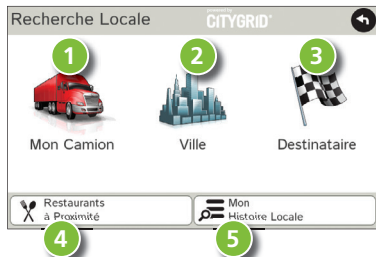 Recherche Locale
powered by
CITYGRID
1
2
3
Mon Camion
Ville
Destinataire
Restaurants
à Proximité
Mon
Histoire Locale
4
5